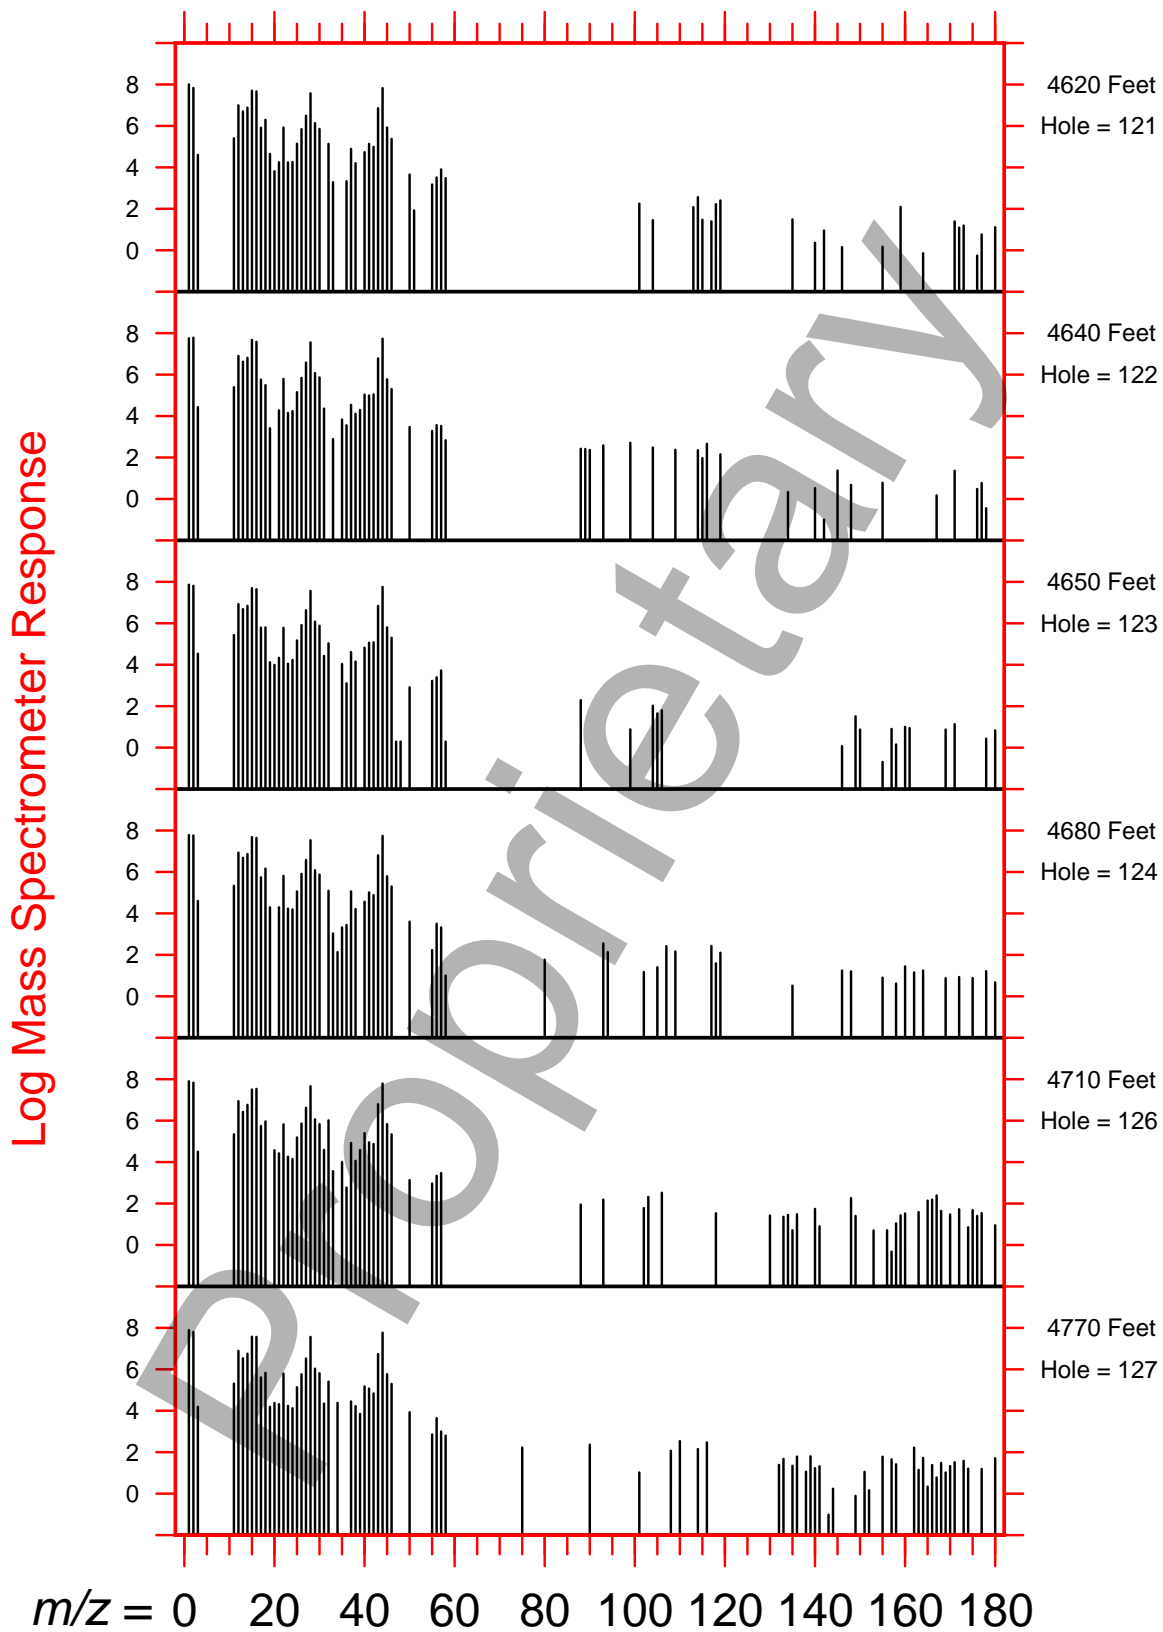 Log Mass Spectrometer Response
8
6
4
2
0
4620 Feet
Hole = 121
8
6
4
2
0
4640 Feet
Hole = 122
8
6
4
2
0
4650 Feet
Hole = 123
8
6
4
2
0
4680 Feet
Hole = 124
8
6
4
2
0
4710 Feet
Hole = 126
8
6
4
2
0
4770 Feet
Hole = 127
Proprietary
m/z = 0 20 40 60 80 100 120 140 160 180